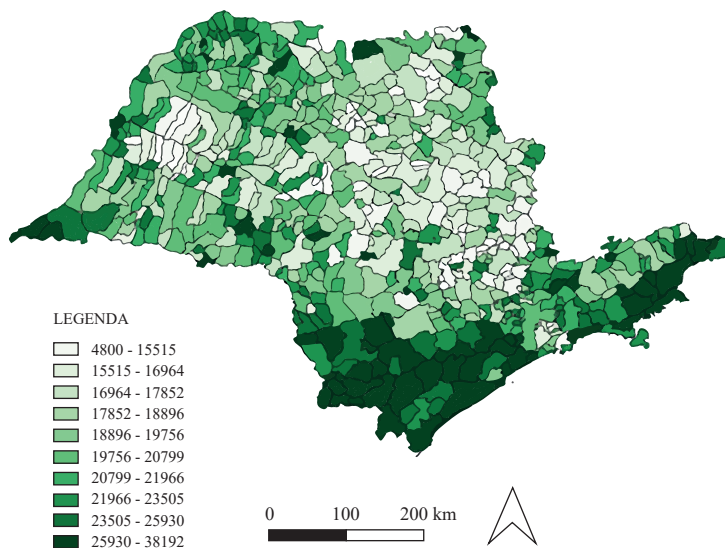 LEGENDA
4800 - 15515
15515 - 16964
16964 - 17852
17852 - 18896
18896 - 19756
19756 - 20799
20799 - 21966
21966 - 23505
23505 - 25930
25930 - 38192
0 100 200 km